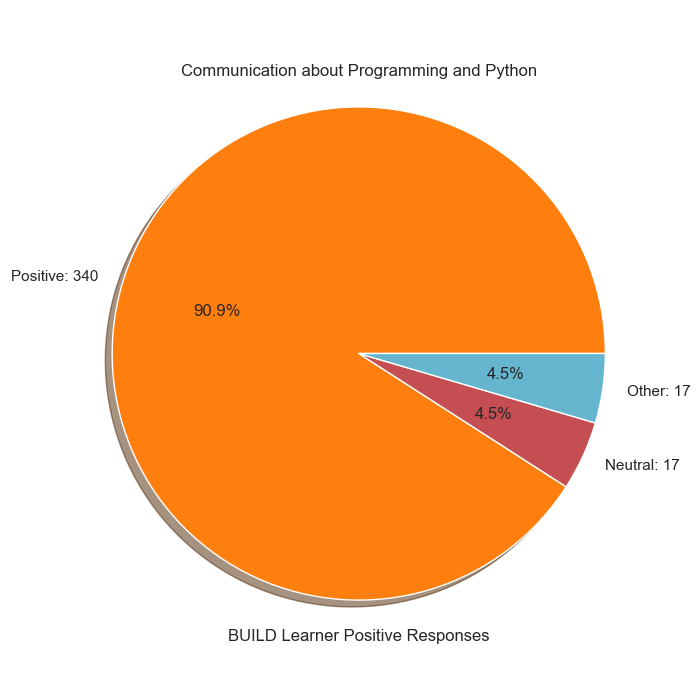 Communication about Programming and Python
Positive: 340
90.9%
4.5%
Other: 17
4.5%
Neutral: 17
BUILD Learner Positive Responses